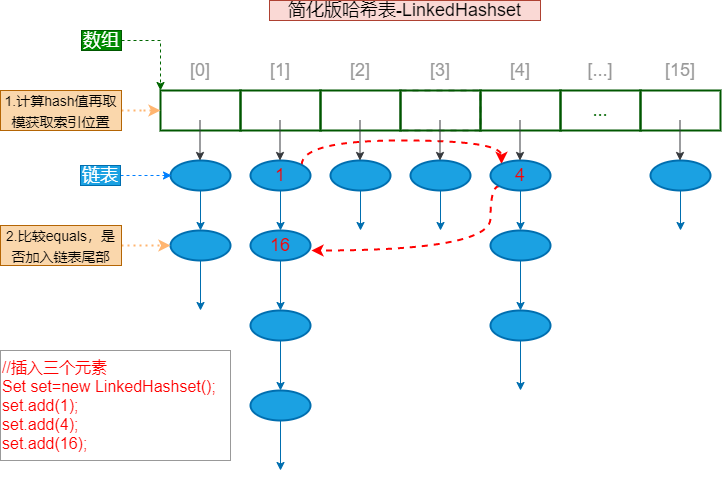 简化版哈希表-LinkedHashset
数组
[0] [1] [2] [3] [4] [...] [15]
1.计算hash值再取
模获取索引位置
...
链表
1
4
2.比较equals，是
否加入链表尾部
16
//插入三个元素
Set set=new LinkedHashset();
set.add(1);
set.add(4);
set.add(16);